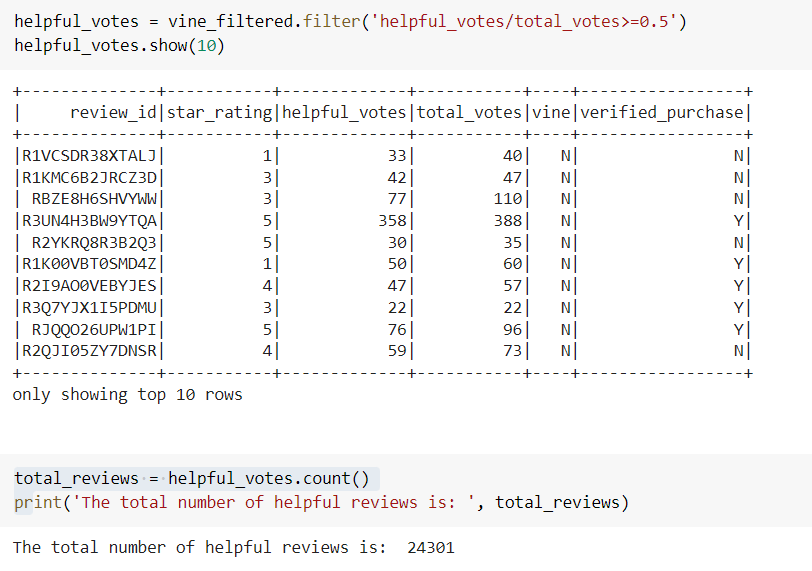 helpful_votes = vine_filtered.filter('helpful_votes/total_votes>=0.5')
helpful_votes.show(10)
+--------------+-----------+-------------+-----------+----+-----------------+
|     review_id|star_rating|helpful_votes|total_votes|vine|verified_purchase|
+--------------+-----------+-------------+-----------+----+-----------------+
|R1VCSDR38XTALJ|          1|           33|         40|   N|                N|
|R1KMC6B2JRCZ3D|          3|           42|         47|   N|                N|
| RBZE8H6SHVYWW|          3|           77|        110|   N|                N|
|R3UN4H3BW9YTQA|          5|          358|        388|   N|                Y|
| R2YKRQ8R3B2Q3|          5|           30|         35|   N|                N|
|R1K00VBT0SMD4Z|          1|           50|         60|   N|                Y|
|R2I9AO0VEBYJES|          4|           47|         57|   N|                Y|
|R3Q7YJX1I5PDMU|          3|           22|         22|   N|                Y|
| RJQQO26UPW1PI|          5|           76|         96|   N|                Y|
|R2QJI05ZY7DNSR|          4|           59|         73|   N|                N|
+--------------+-----------+-------------+-----------+----+-----------------+
only showing top 10 rows
total_reviews = helpful_votes.count()
print('The total number of helpful reviews is: ', total_reviews)
The total number of helpful reviews is:  24301